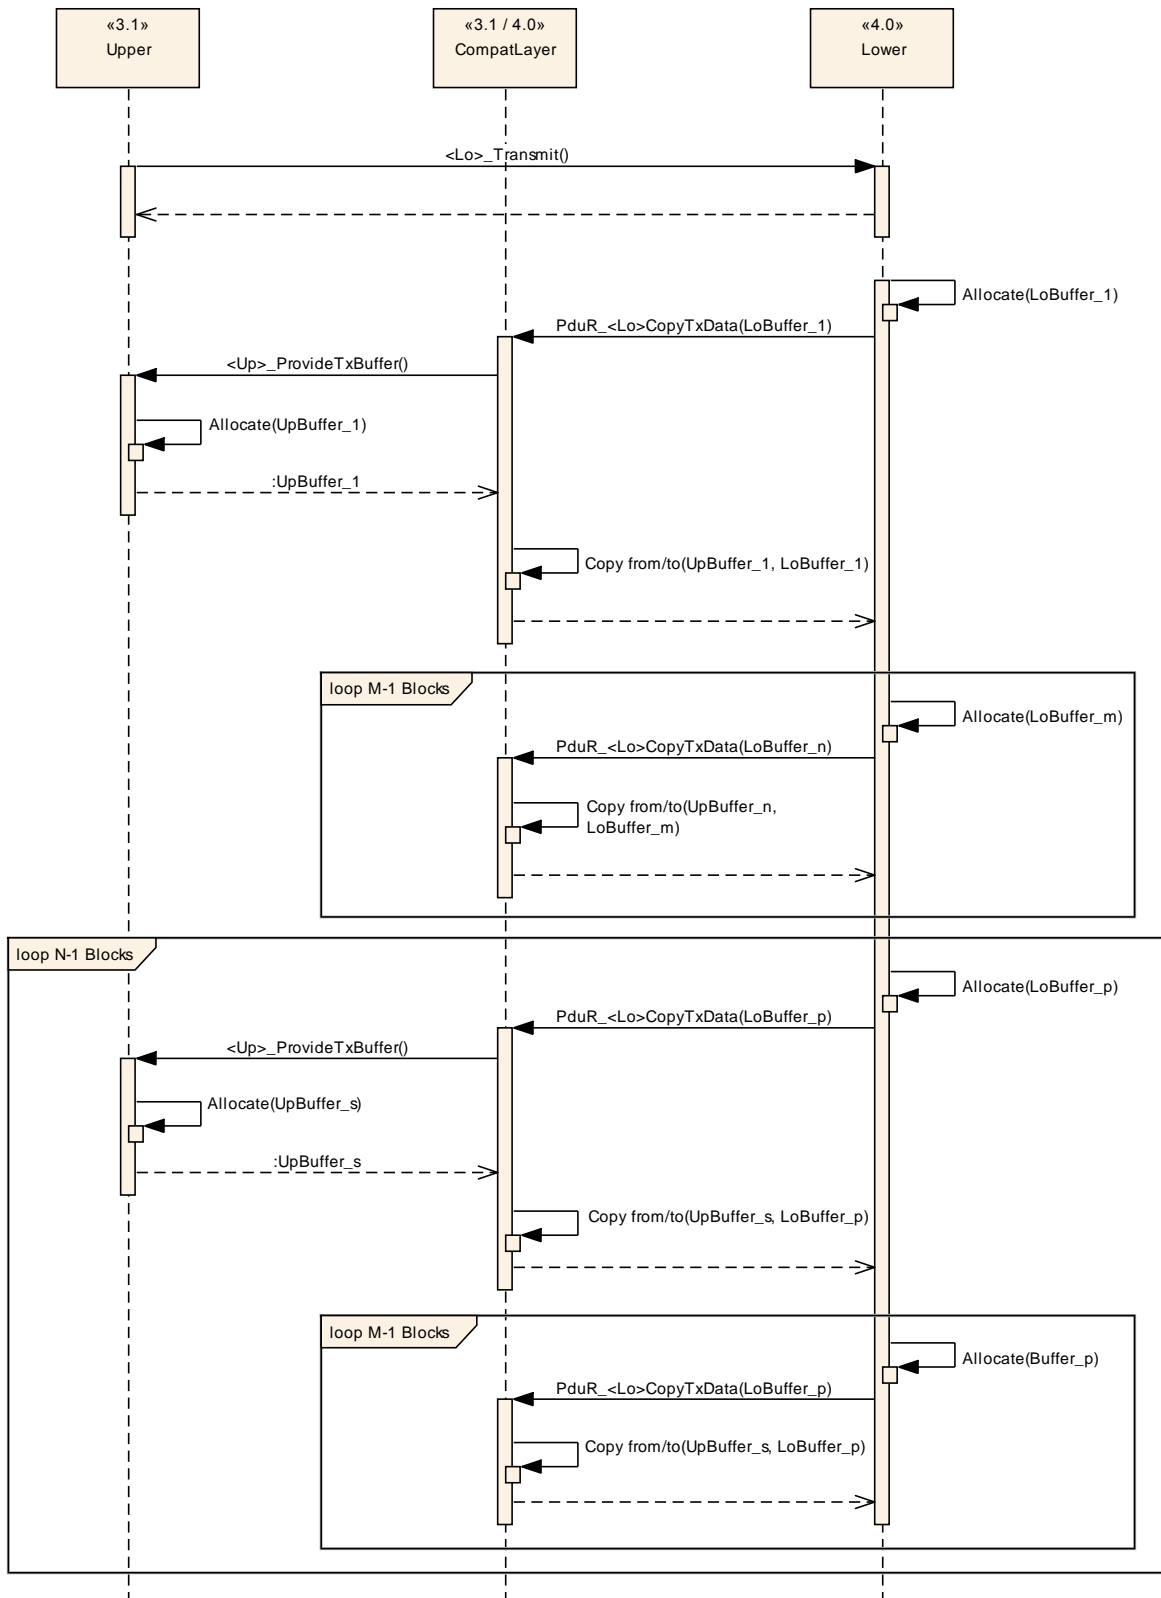 «3.1»
Upper
«3.1 / 4.0»
CompatLayer
«4.0»
Lower
<Lo>_Transmit()
Allocate(LoBuffer_1)
PduR_<Lo>CopyTxData(LoBuffer_1)
<Up>_ProvideTxBuffer()
Allocate(UpBuffer_1)
:UpBuffer_1
Copy from/to(UpBuffer_1, LoBuffer_1)
loop M-1 Blocks
Allocate(LoBuffer_m)
PduR_<Lo>CopyTxData(LoBuffer_n)
Copy from/to(UpBuffer_n,
LoBuffer_m)
loop N-1 Blocks
Allocate(LoBuffer_p)
PduR_<Lo>CopyTxData(LoBuffer_p)
<Up>_ProvideTxBuffer()
Allocate(UpBuffer_s)
:UpBuffer_s
Copy from/to(UpBuffer_s, LoBuffer_p)
loop M-1 Blocks
Allocate(Buffer_p)
PduR_<Lo>CopyTxData(LoBuffer_p)
Copy from/to(UpBuffer_s, LoBuffer_p)